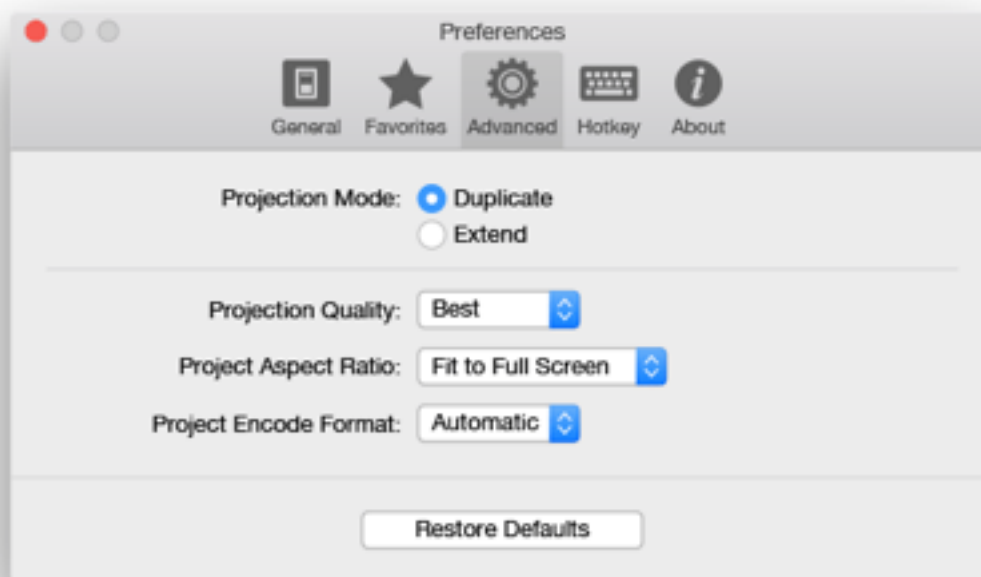 Preferences
General Favorites Advanced Hotkey About
Projection Mode: Duplicate
Extend
Projection Quality: Best
Project Aspect Ratio: Fit to Full Screen
Project Encode Format: Automatic
Restore Defaults